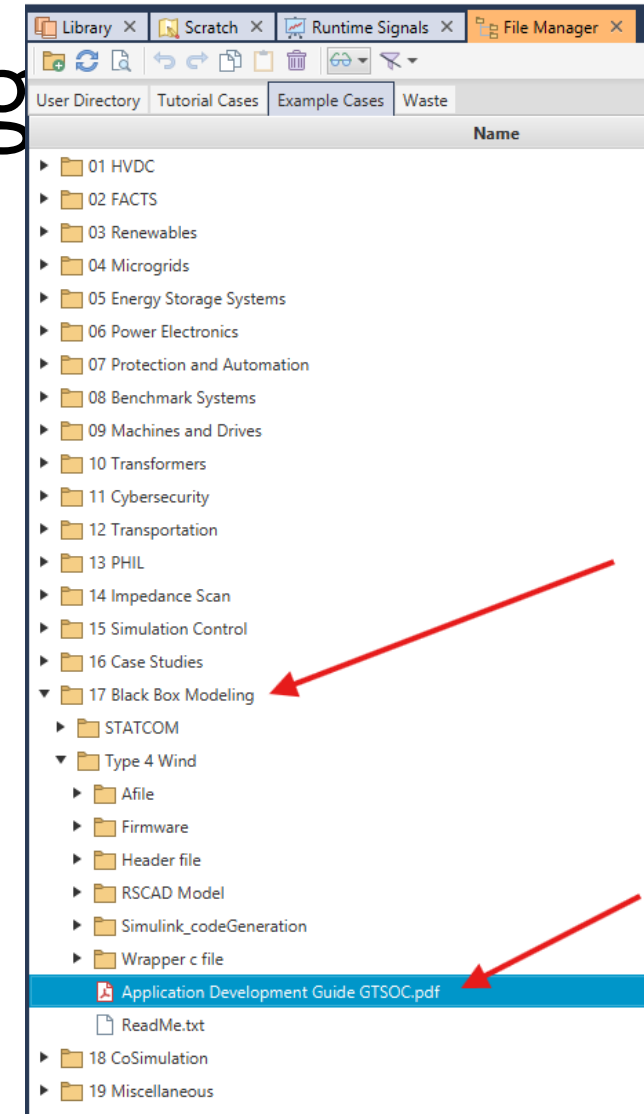 Library Scratch Runtime Signals File Manager
User Directory Tutorial Cases Example Cases Waste
Name
01 HVDC
02 FACTS
03 Renewables
04 Microgrids
05 Energy Storage Systems
06 Power Electronics
07 Protection and Automation
08 Benchmark Systems
09 Machines and Drives
10 Transformers
11 Cybersecurity
12 Transportation
13 PHIL
14 Impedance Scan
15 Simulation Control
16 Case Studies
17 Black Box Modeling
STATCOM
Type 4 Wind
Afile
Firmware
Header file
RSCAD Model
Simulink_codeGeneration
Wrapper c file
Application Development Guide GTSOC.pdf
ReadMe.txt
18 CoSimulation
19 Miscellaneous